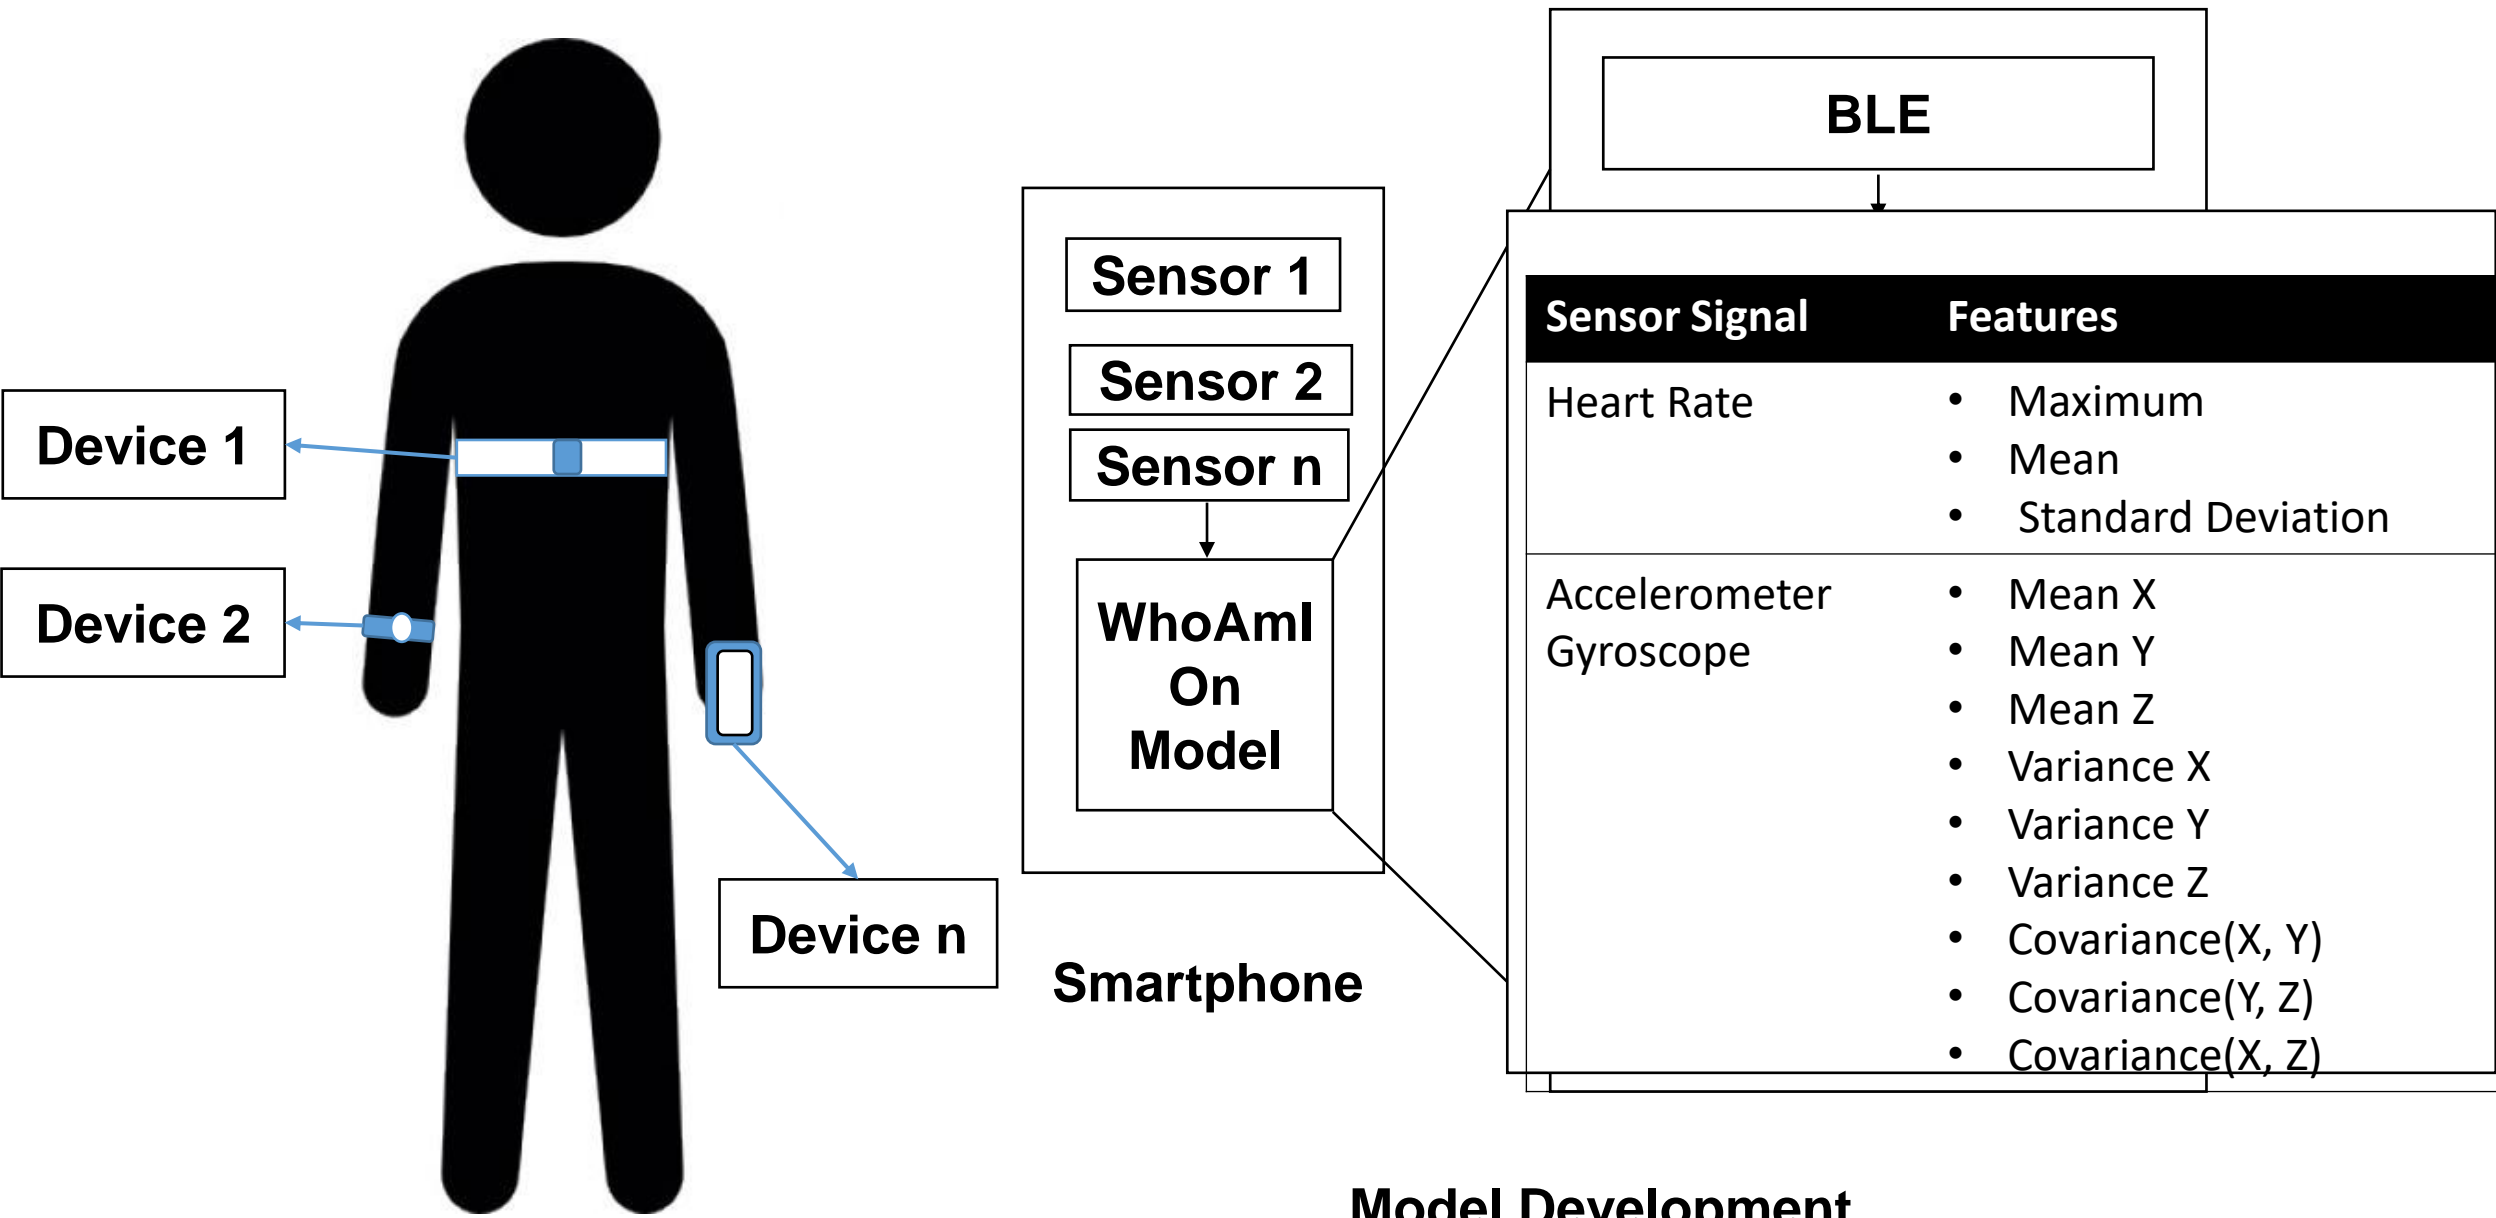 Device 1
Device 2
Device n
Sensor 1
Sensor 2
Sensor n
WhoAmI
On
Model
Smartphone
BLE
Sensor Signal Features
Heart Rate • Maximum
• Mean
• Standard Deviation
Accelerometer • Mean X
Gyroscope • Mean Y
• Mean Z
• Variance X
• Variance Y
• Variance Z
• Covariance(X, Y)
• Covariance(Y, Z)
• Covariance(X, Z)
Model Development